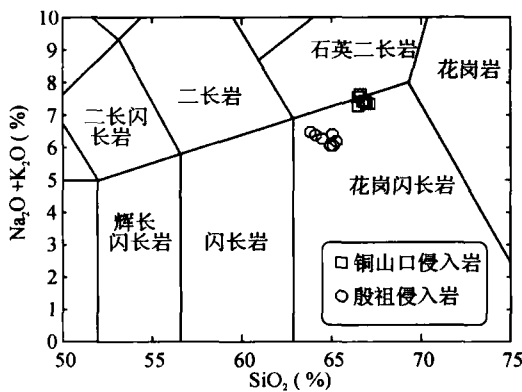 Na₂O+K₂O (%)
10
9
8
7
6
5
4
3
2
1
0
石英二长岩
花岗岩
二长岩
二长闪
长岩
花岗闪长岩
辉长
闪长岩
闪长岩
□ 铜山口侵入岩
○ 殷祖侵入岩
50 55 60 65 70 75
SiO₂ (%)